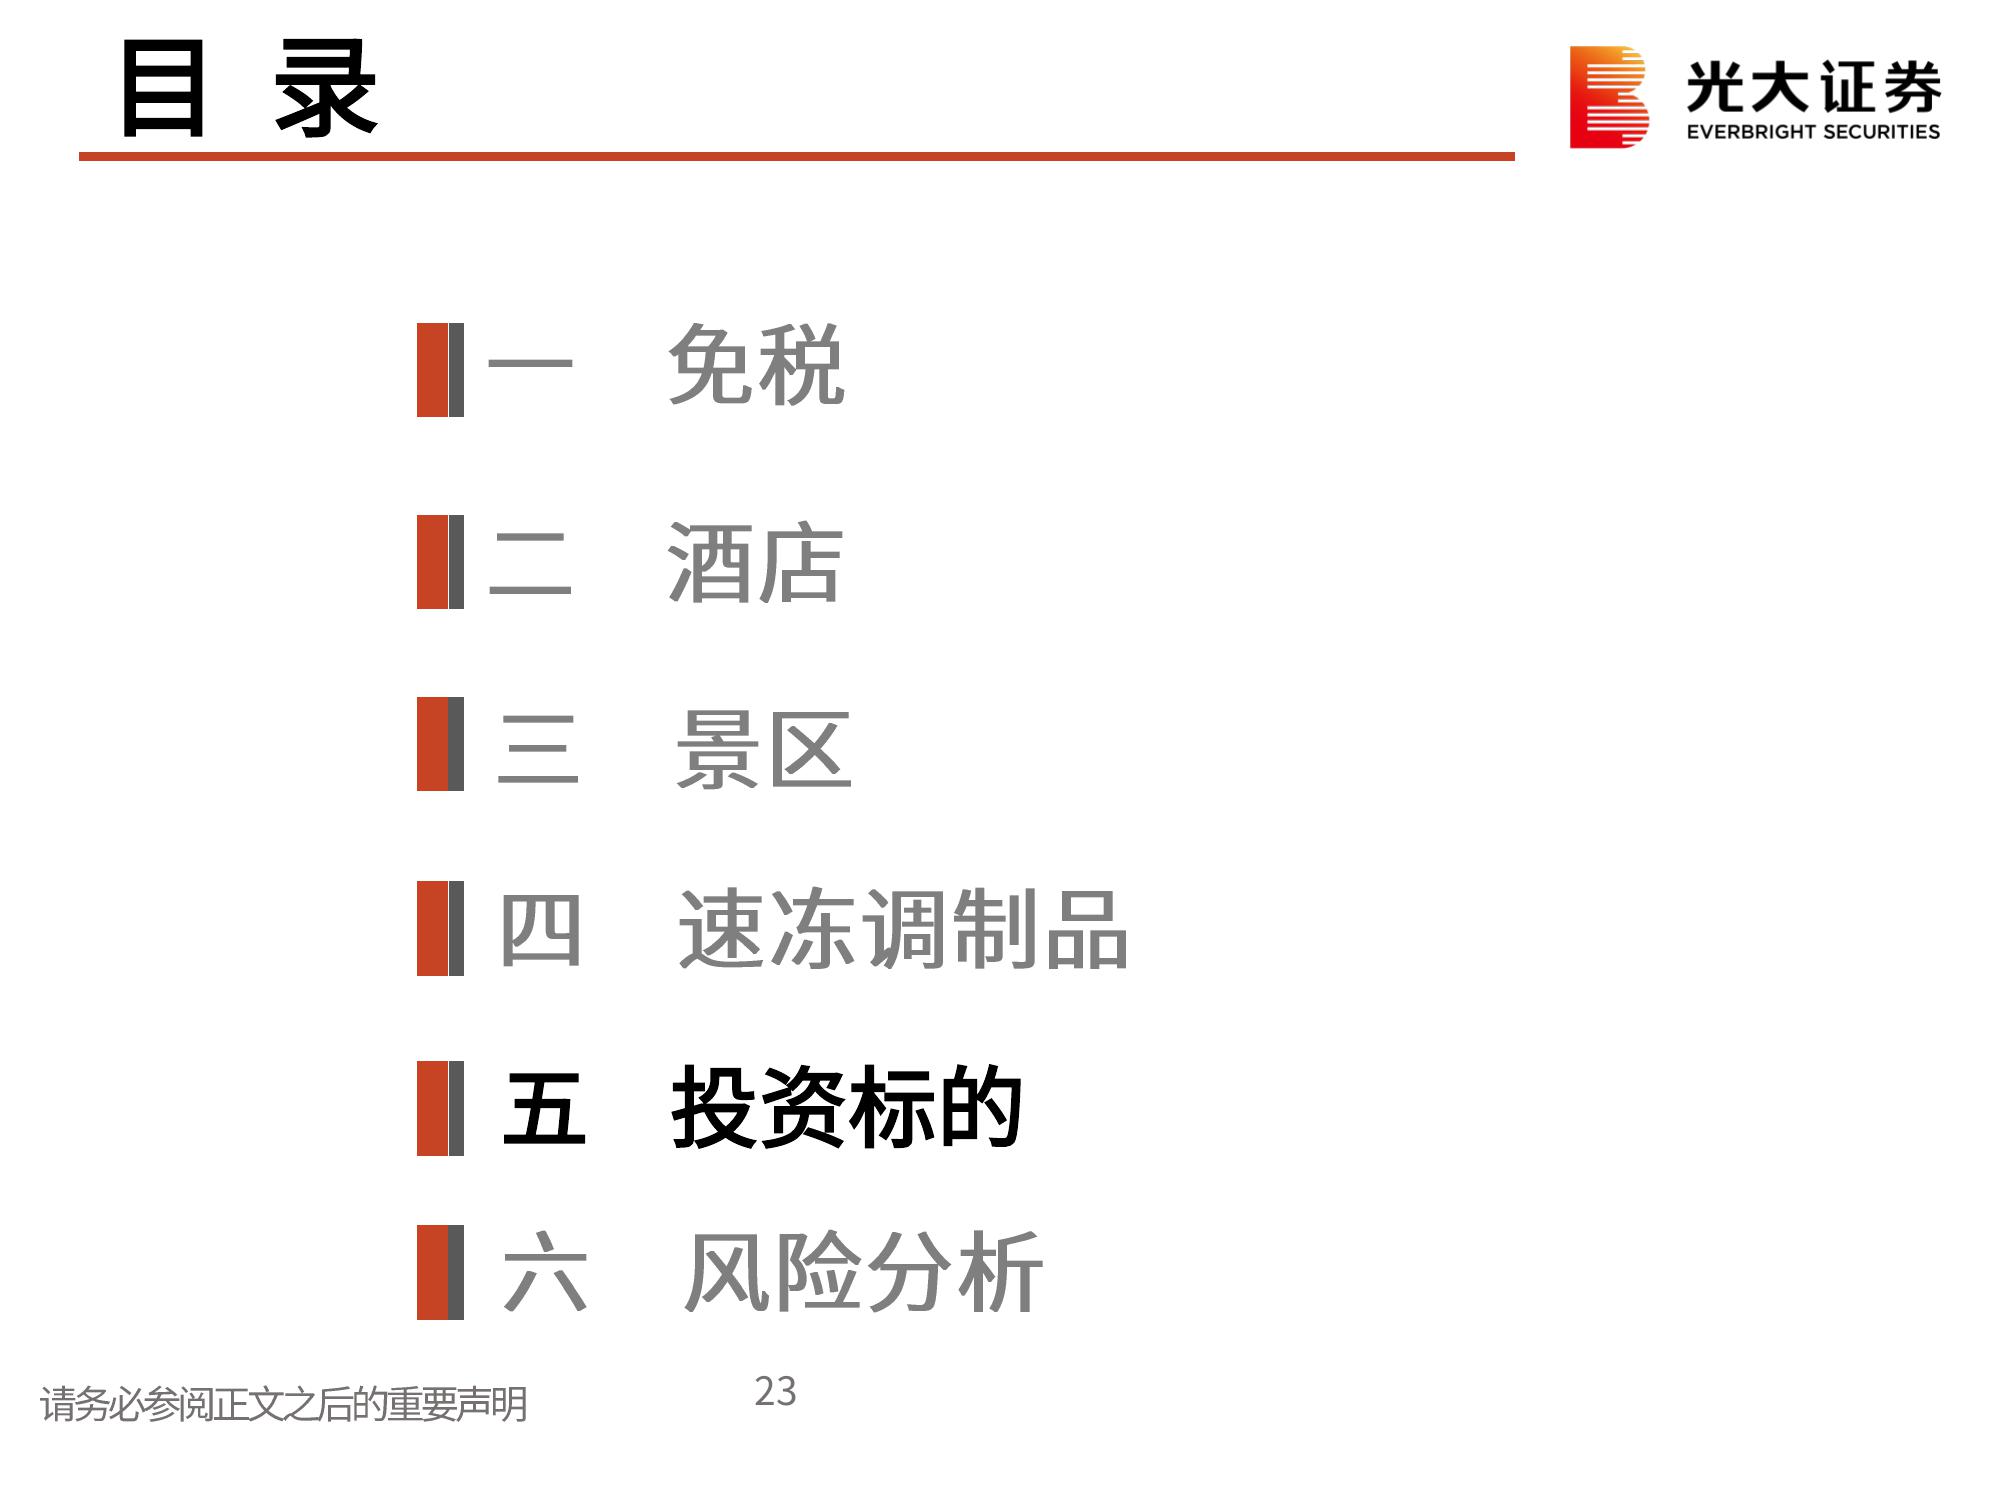 目 录
光大证券
EVERBRIGHT SECURITIES
一 免税
二 酒店
三 景区
四 速冻调制品
五 投资标的
六 风险分析
请务必参阅正文之后的重要声明
23